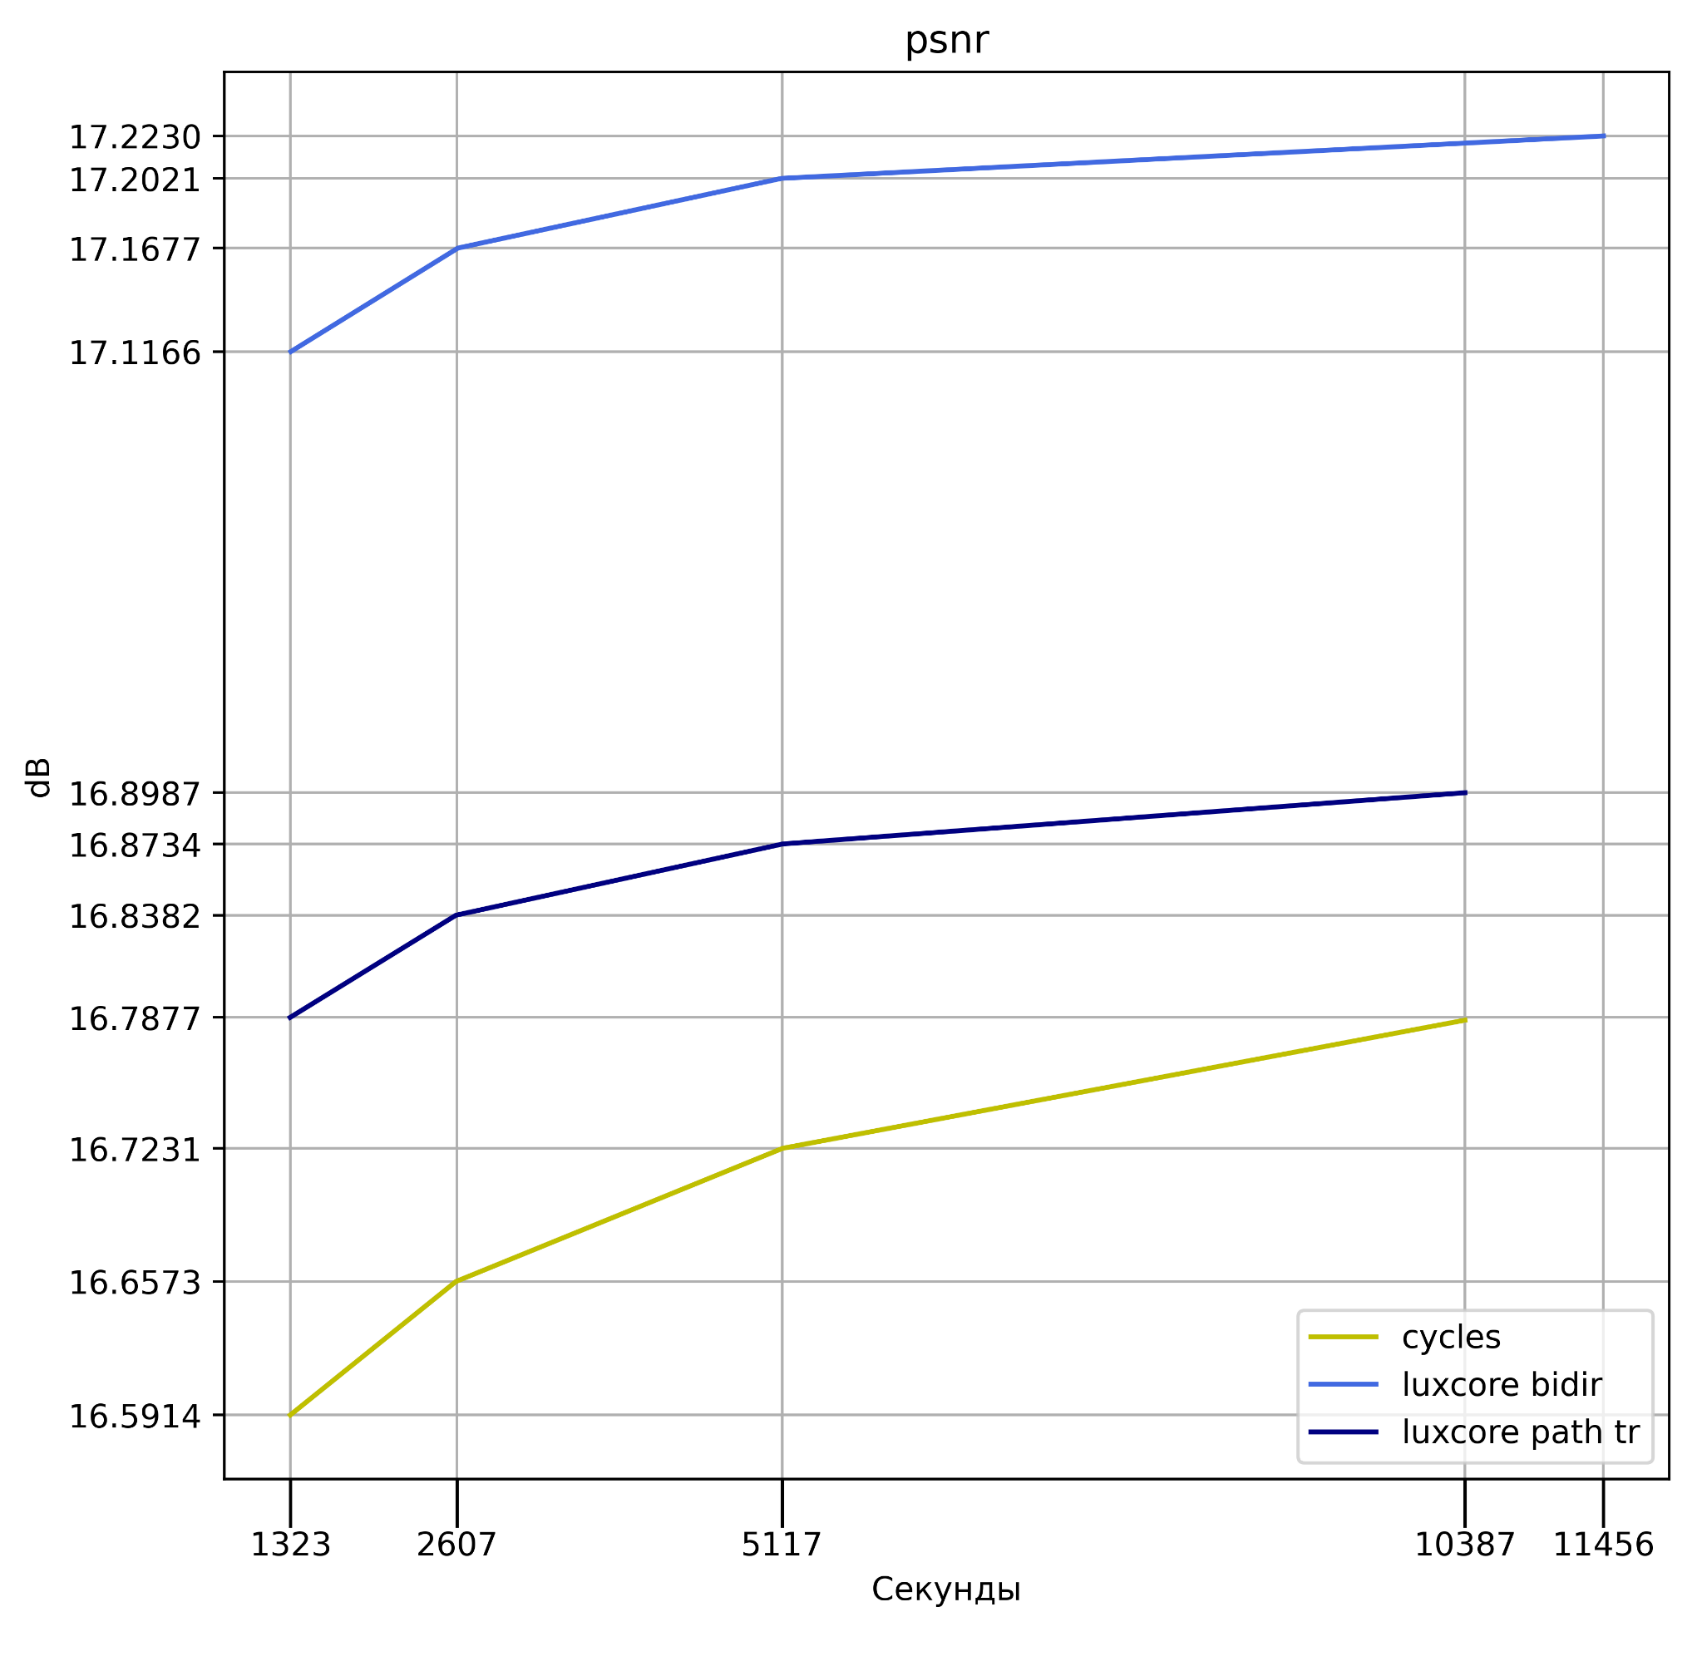 psnr
17.2230
17.2021
17.1677
17.1166
dB
16.8987
16.8734
16.8382
16.7877
16.7231
16.6573
16.5914
cycles
luxcore bidir
luxcore path tr
1323 2607 5117 10387 11456
Секунды